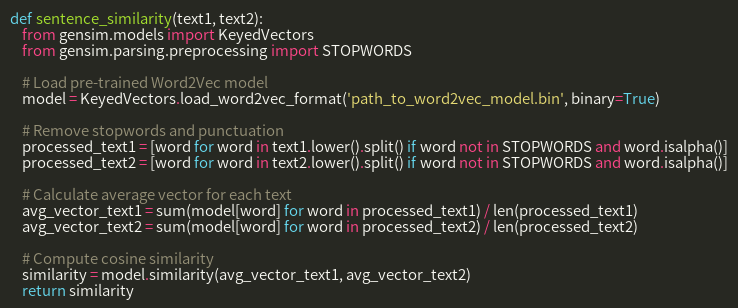 def sentence_similarity(text1, text2):
    from gensim.models import KeyedVectors
    from gensim.parsing.preprocessing import STOPWORDS

    # Load pre-trained Word2Vec model
    model = KeyedVectors.load_word2vec_format('path_to_word2vec_model.bin', binary=True)

    # Remove stopwords and punctuation
    processed_text1 = [word for word in text1.lower().split() if word not in STOPWORDS and word.isalpha()]
    processed_text2 = [word for word in text2.lower().split() if word not in STOPWORDS and word.isalpha()]

    # Calculate average vector for each text
    avg_vector_text1 = sum(model[word] for word in processed_text1) / len(processed_text1)
    avg_vector_text2 = sum(model[word] for word in processed_text2) / len(processed_text2)

    # Compute cosine similarity
    similarity = model.similarity(avg_vector_text1, avg_vector_text2)
    return similarity